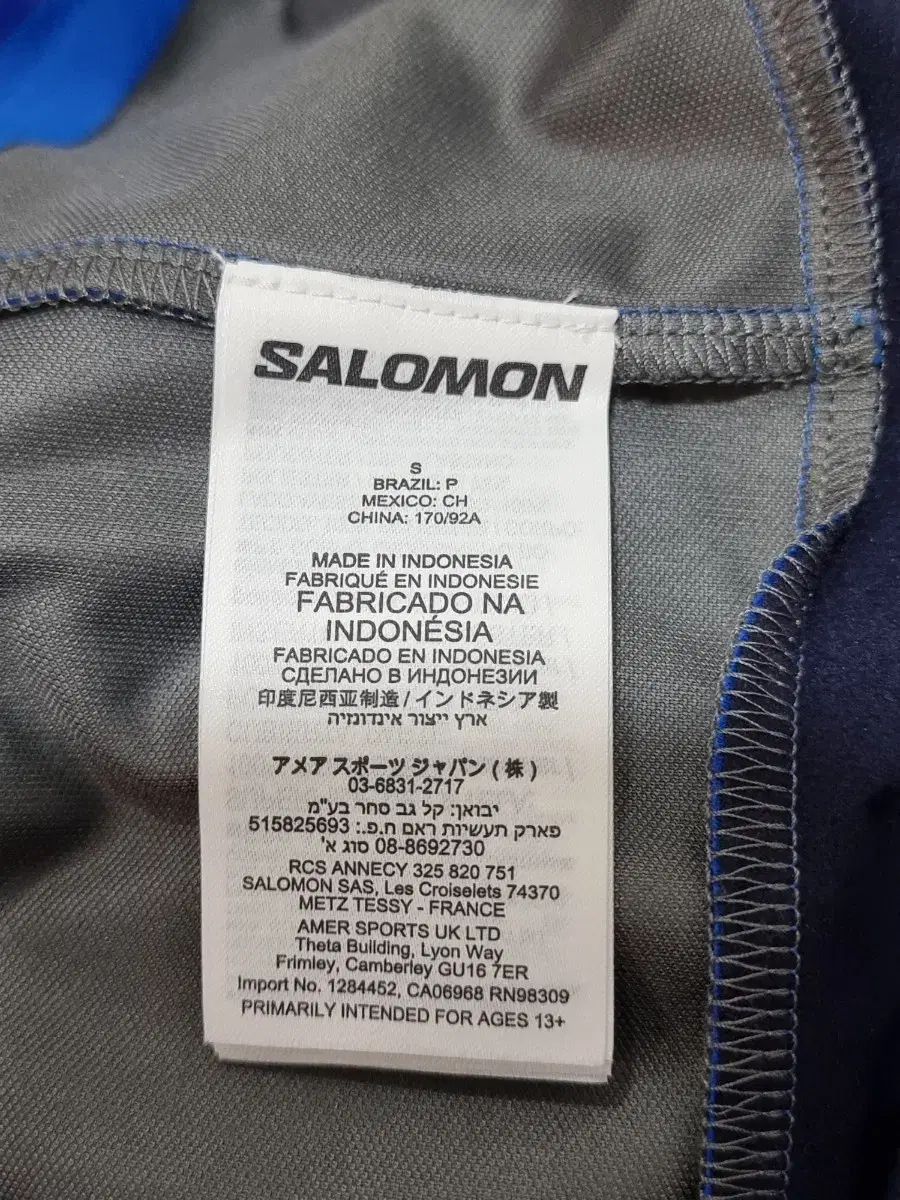 SALOMON
S
BRAZIL: P
MEXICO: CH
CHINA: 170/92A
MADE IN INDONESIA
FABRIQUÉ EN INDONESIE
FABRICADO NA
INDONÉSIA
FABRICADO EN INDONESIA
СДЕЛАНО В ИНДОНЕЗИИ
印度尼西亚制造/インドネシア製
ארץ ייצור אינדונזיה
アメア スポーツ ジャパン ( 株 )
03-6831-2717
יבואן: קל גב סחר בע"מ
פארק תעשיות ראם ח.פ.: 515825693
08-8692730 סוג א'
RCS ANNECY 325 820 751
SALOMON SAS, Les Croiselets 74370
METZ TESSY - FRANCE
AMER SPORTS UK LTD
Theta Building, Lyon Way
Frimley, Camberley GU16 7ER
Import No. 1284452, CA06968 RN98309
PRIMARILY INTENDED FOR AGES 13+